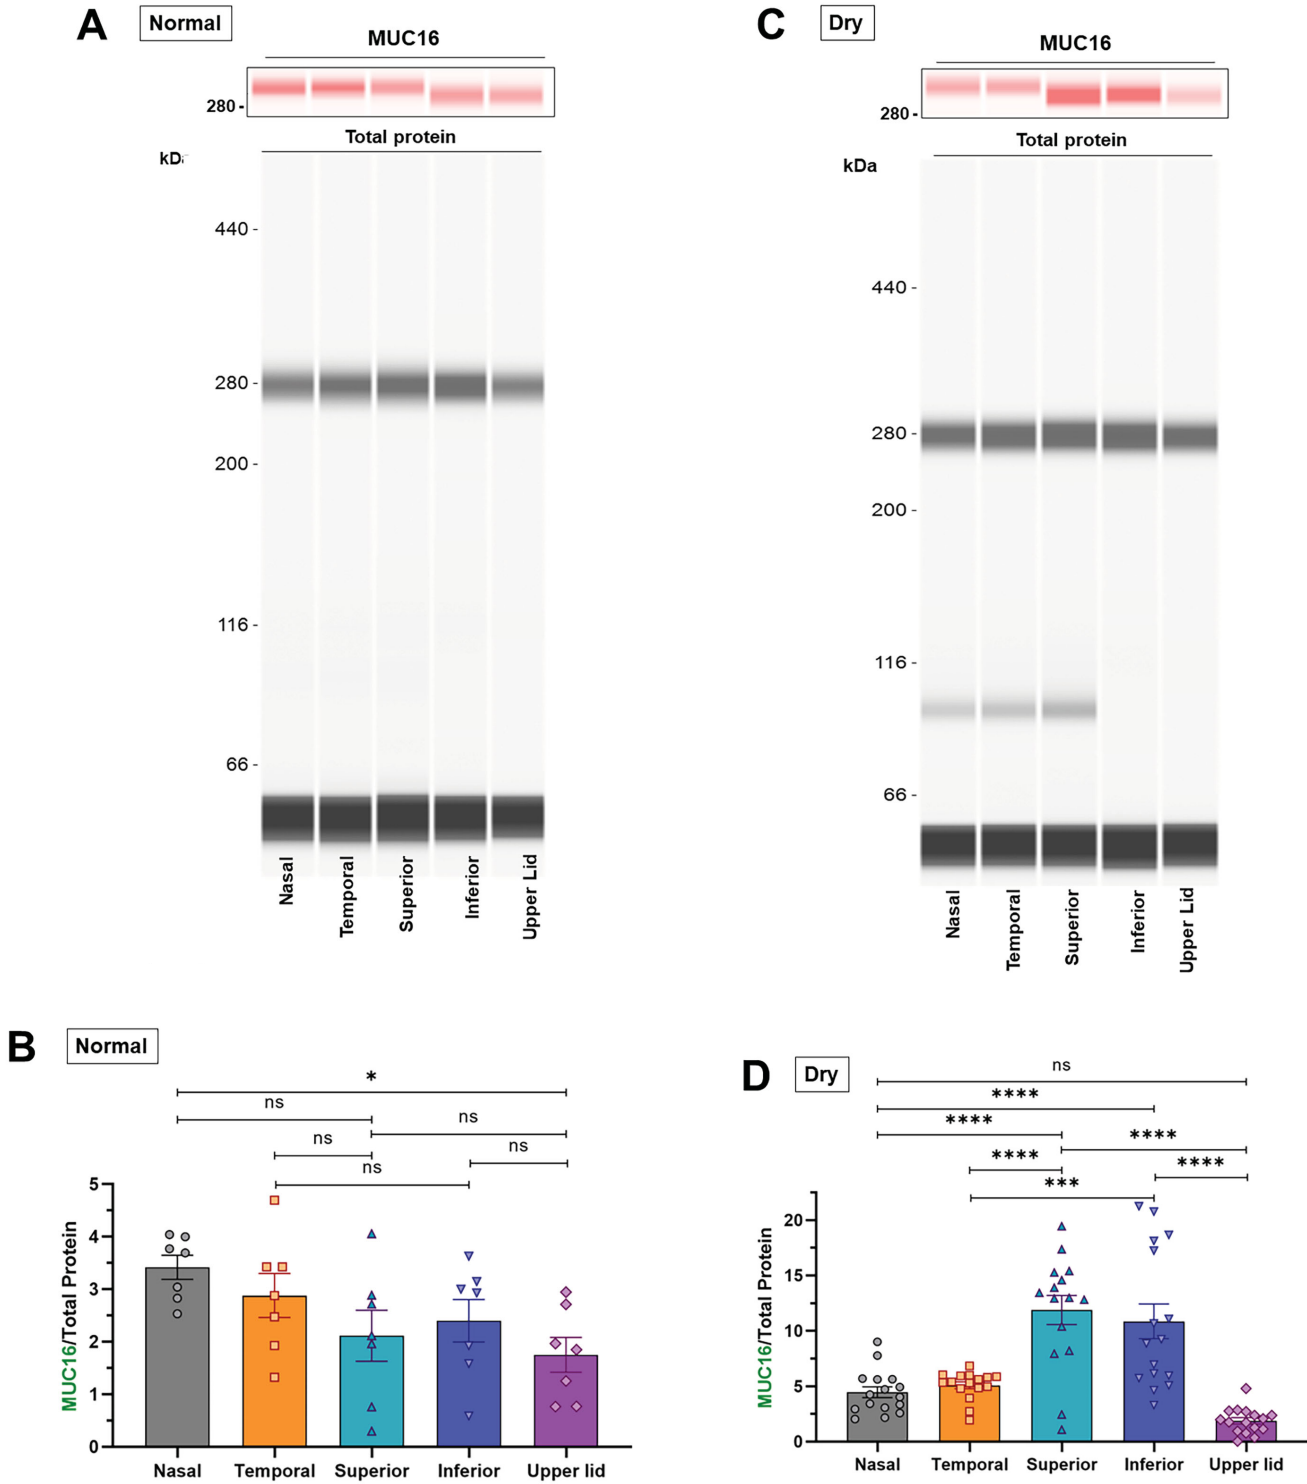 A
Normal
MUC16
280 -
Total protein
kD
440 -
280 -
200 -
116 -
66 -
Nasal
Temporal
Superior
Inferior
Upper Lid
C
Dry
MUC16
280 -
Total protein
kDa
440 -
280 -
200 -
116 -
66 -
Nasal
Temporal
Superior
Inferior
Upper Lid
B
Normal
*
ns
ns
ns
ns
ns
MUC16/Total Protein
5
4
3
2
1
0
Nasal
Temporal
Superior
Inferior
Upper lid
D
Dry
ns
****
****
****
****
****
***
MUC16/Total Protein
20
15
10
5
0
Nasal
Temporal
Superior
Inferior
Upper lid